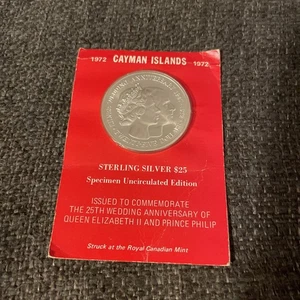 1972 CAYMAN ISLANDS 1972
STERLING SILVER $25
Specimen Uncirculated Edition
ISSUED TO COMMEMORATE
THE 25TH WEDDING ANNIVERSARY OF
QUEEN ELIZABETH II AND PRINCE PHILIP
Struck at the Royal Canadian Mint